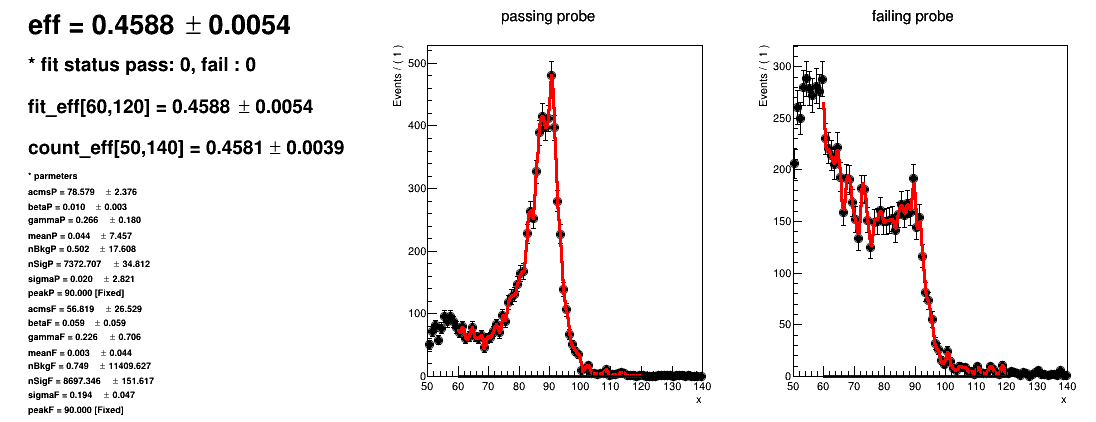 eff = 0.4588 ± 0.0054
* fit status pass: 0, fail : 0
fit_eff[60,120] = 0.4588 ± 0.0054
count_eff[50,140] = 0.4581 ± 0.0039
* parmeters
acmsP = 78.579 ± 2.376
betaP = 0.010 ± 0.003
gammaP = 0.266 ± 0.180
meanP = 0.044 ± 7.457
nBkgP = 0.502 ± 17.608
nSigP = 7372.707 ± 34.812
sigmaP = 0.020 ± 2.821
peakP = 90.000 [Fixed]
acmsF = 56.819 ± 26.529
betaF = 0.059 ± 0.059
gammaF = 0.226 ± 0.706
meanF = 0.003 ± 0.044
nBkgF = 0.749 ± 11409.627
nSigF = 8697.346 ± 151.617
sigmaF = 0.194 ± 0.047
peakF = 90.000 [Fixed]
passing probe
Events / ( 1 )
500
400
300
200
100
0
50 60 70 80 90 100 110 120 130 140
x
failing probe
Events / ( 1 )
300
250
200
150
100
50
0
50 60 70 80 90 100 110 120 130 140
x